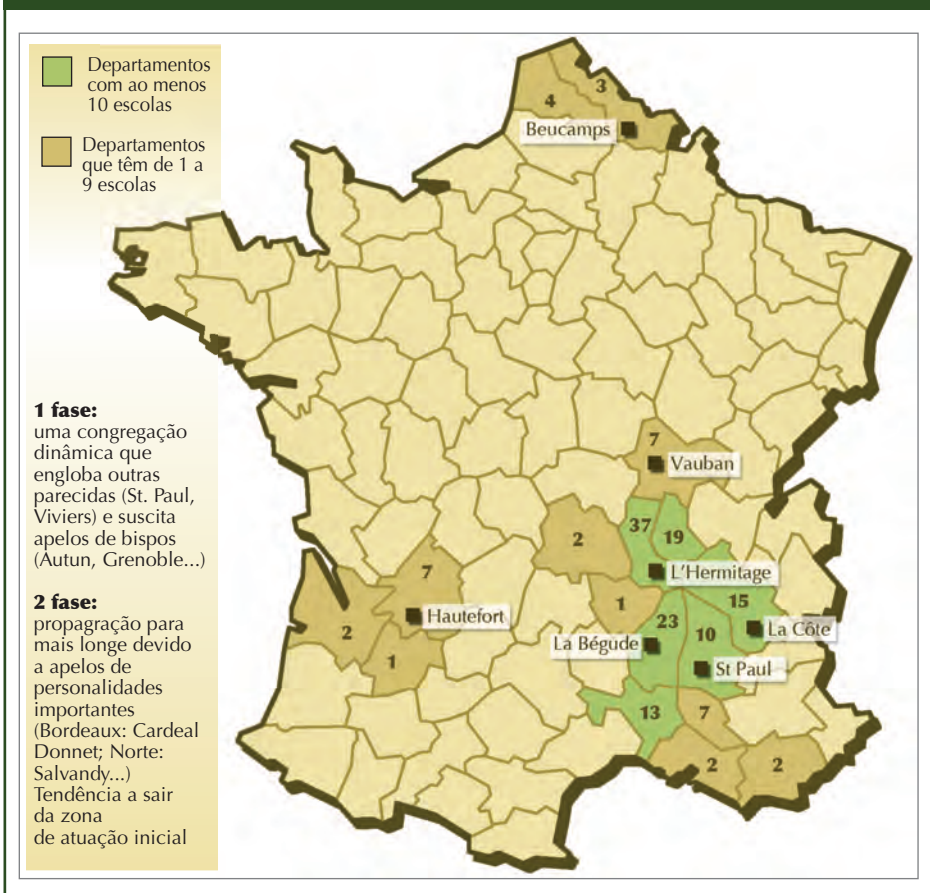 Departamentos
com ao menos
10 escolas
Departamentos
que têm de 1 a
9 escolas
1 fase:
uma congregação
dinâmica que
engloba outras
parecidas (St. Paul,
Viviers) e suscita
apelos de bispos
(Autun, Grenoble...)
2 fase:
propagração para
mais longe devido
a apelos de
personalidades
importantes
(Bordeaux: Cardeal
Donnet; Norte:
Salvandy...)
Tendência a sair
da zona
de atuação inicial
3
4
Beucamps
7
Vauban
37
19
2
L'Hermitage
7
15
1
Hautefort
23
La Côte
2
10
La Bégude
1
St Paul
13
7
2
2